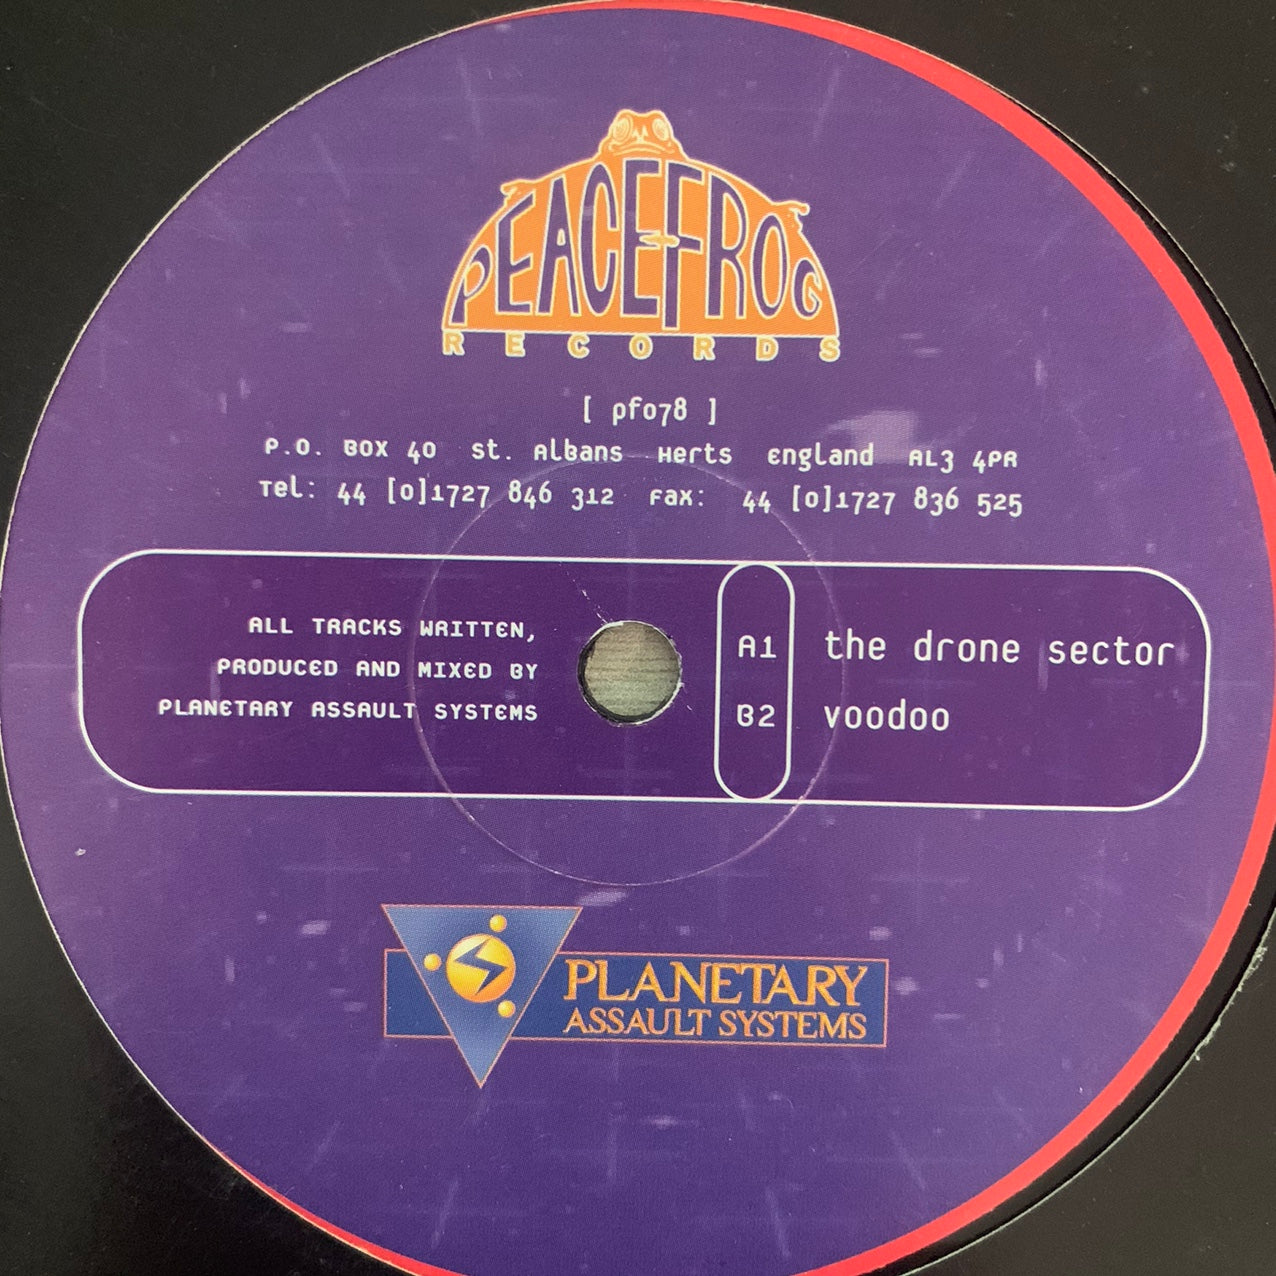 PEACEFROG
RECORDS
[ pf078 ]
P.O. BOX 40 St. Albans Herts England AL3 4PR
Tel: 44 [0]1727 846 312 Fax: 44 [0]1727 836 525
ALL TRACKS WRITTEN,
PRODUCED AND MIXED BY
PLANETARY ASSAULT SYSTEMS
A1 the drone sector
B2 voodoo
PLANETARY
ASSAULT SYSTEMS